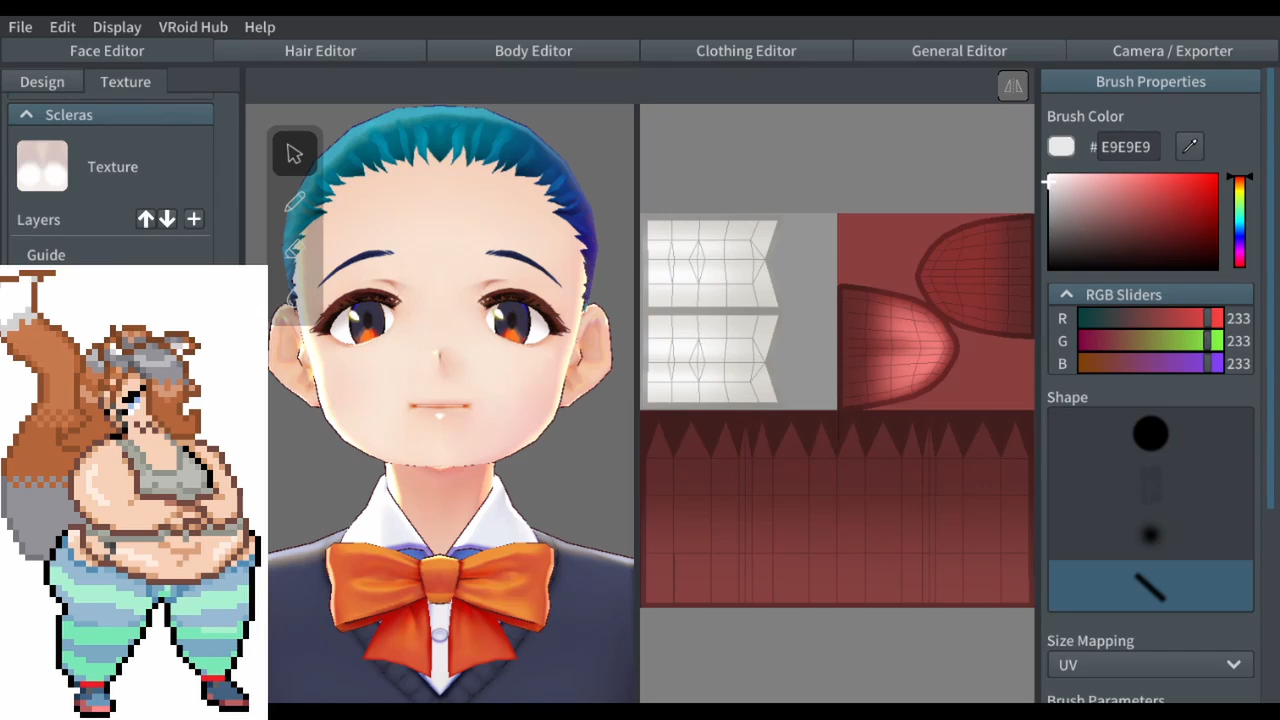 File Edit Display VRoid Hub Help
Face Editor Hair Editor Body Editor Clothing Editor General Editor Camera / Exporter
Design Texture
Brush Properties
Scleras
Texture
Layers
Guide
Brush Color
# E9E9E9
RGB Sliders
R 233
G 233
B 233
Shape
Size Mapping
UV
Brush Parameters